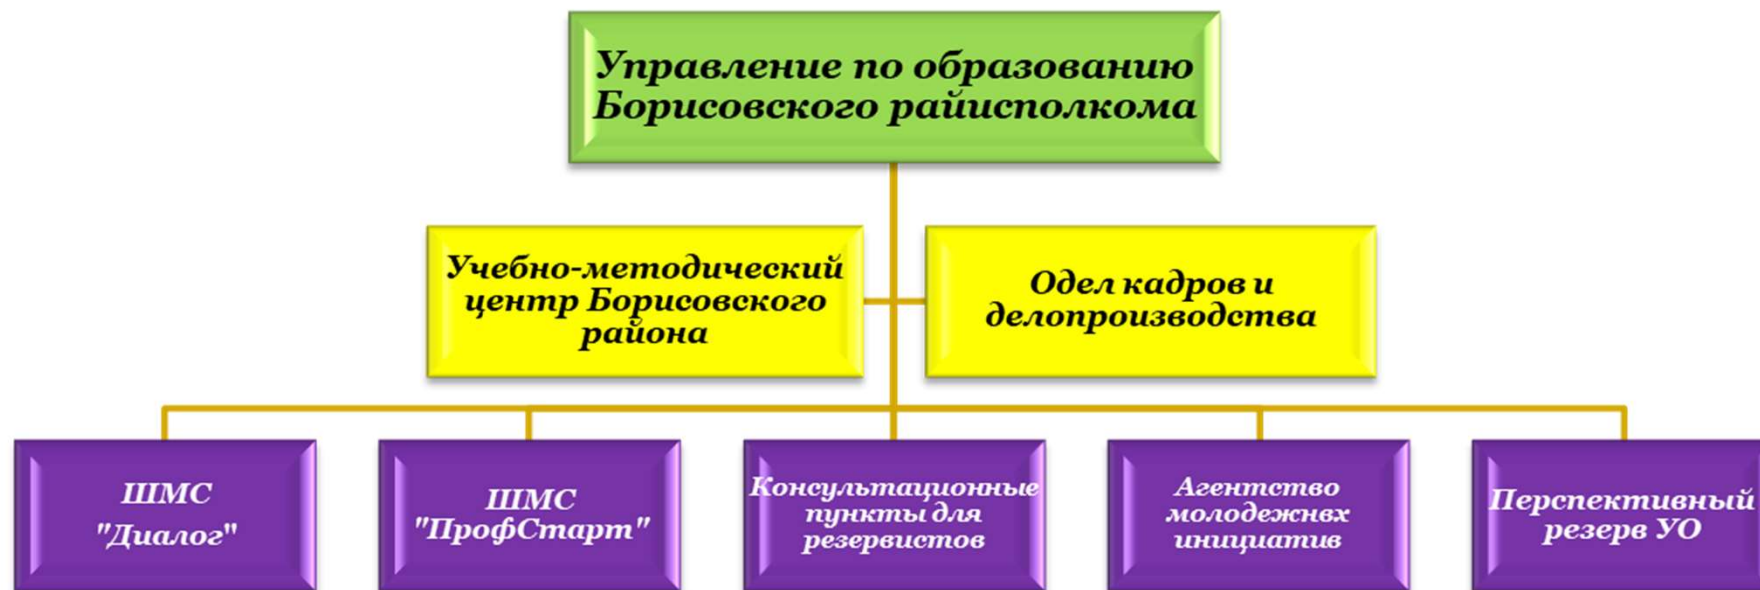 Управление по образованию
Борисовского райисполкома
Учебно-методический
центр Борисовского
района
Одел кадров и
делопроизводства
ШМС
"Диалог"
ШМС
"ПрофСтарт"
Консультационные
пункты для
резервистов
Агентство
молодежнвх
инициатив
Перспективный
резерв УО